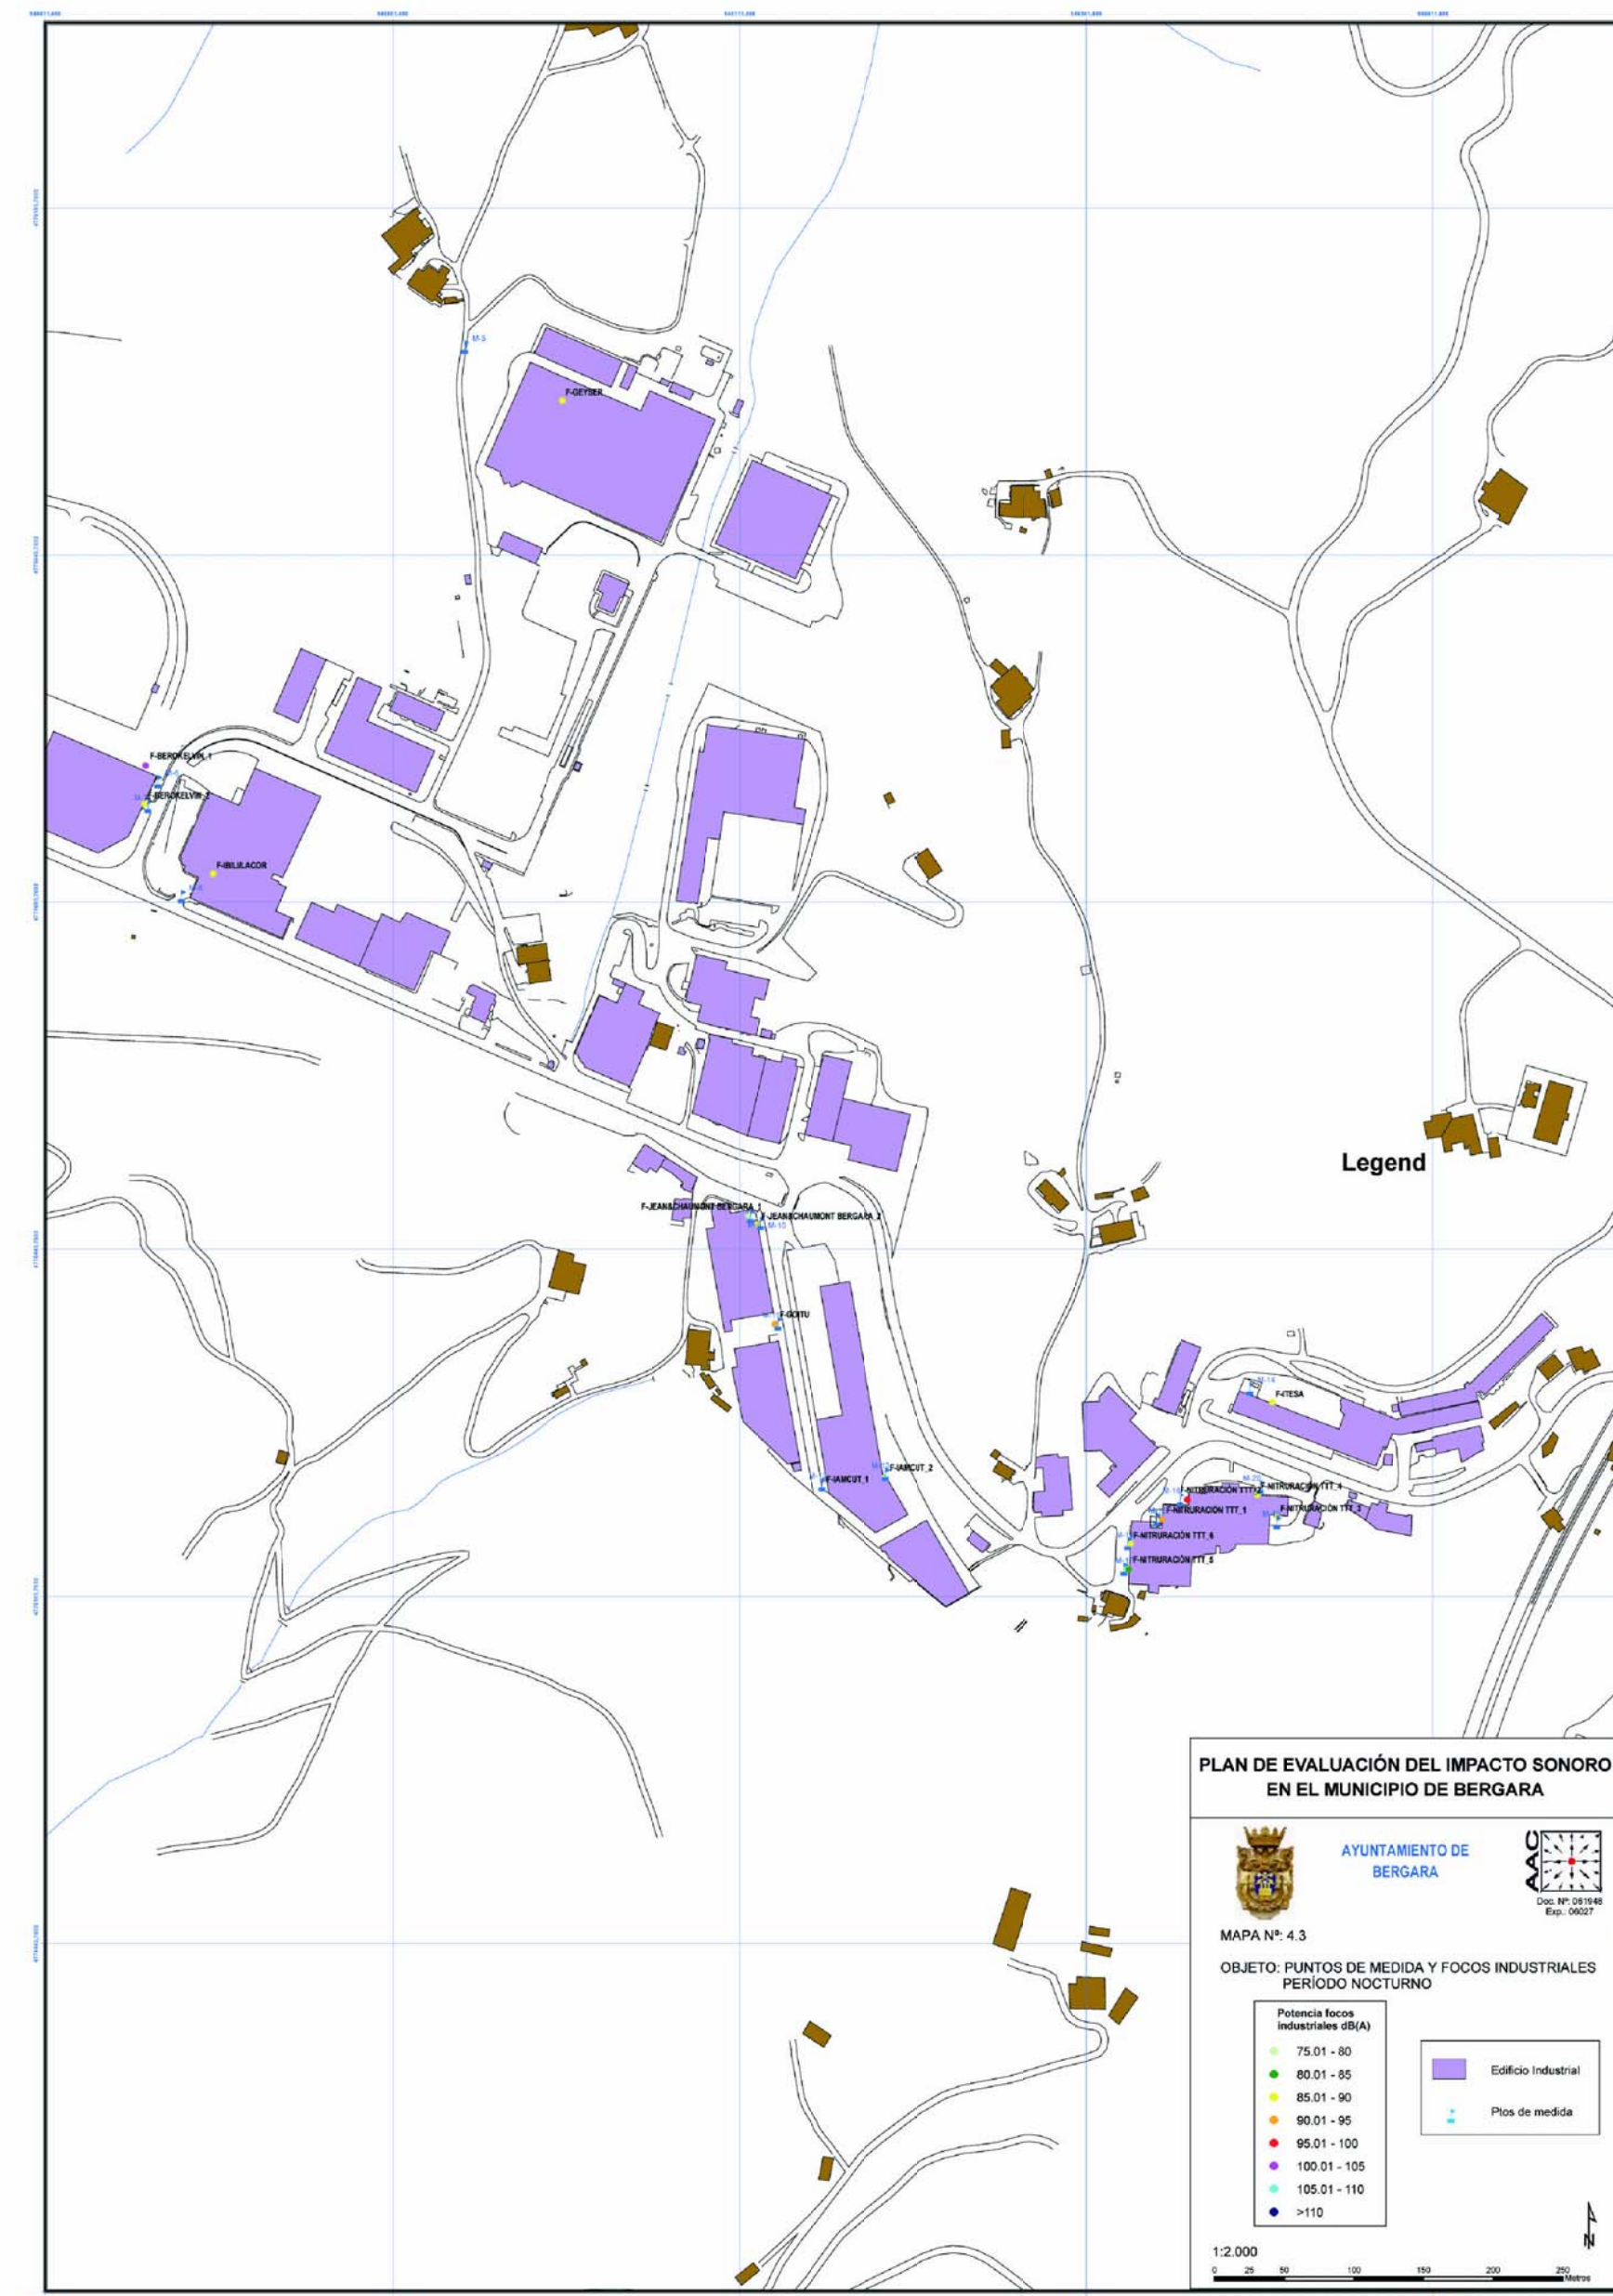 M-5
F-GEYSER
F-BEROKELVIN_1
F-IBILILACOR
F-JEAN&CHAUMONT BERGARA_1
F-JEAN&CHAUMONT BERGARA_2
M-10
F-GOITU
M-14
F-ITESA
F-IAMCUT_1
F-IAMCUT_2
M-20
F-NITRURACIÓN TTT_4
F-NITRURACIÓN TTT_1
F-NITRURACIÓN TTT_3
F-NITRURACIÓN TTT_6
F-NITRURACIÓN TTT_5
Legend
PLAN DE EVALUACIÓN DEL IMPACTO SONORO
EN EL MUNICIPIO DE BERGARA
AYUNTAMIENTO DE
BERGARA
AAC
Doc. Nº: 061948
Exp.: 06027
MAPA Nº: 4.3
OBJETO: PUNTOS DE MEDIDA Y FOCOS INDUSTRIALES
PERÍODO NOCTURNO
Potencia focos
industriales dB(A)
75.01 - 80
80.01 - 85
85.01 - 90
90.01 - 95
95.01 - 100
100.01 - 105
105.01 - 110
>110
Edificio Industrial
Ptos de medida
N
1:2.000
0 25 50 100 150 200 250
Metros